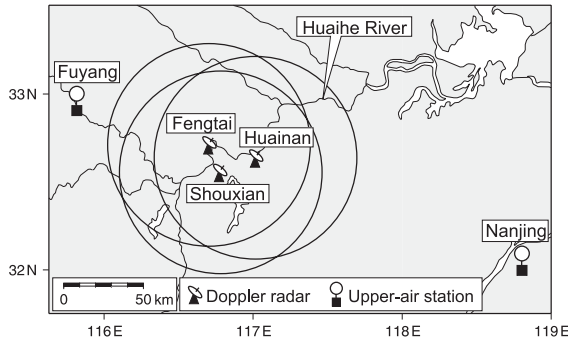 Huaihe River
Fuyang
33N
Fengtai
Huainan
Shouxian
Nanjing
32N
0 50 km
Doppler radar
Upper-air station
116E 117E 118E 119E